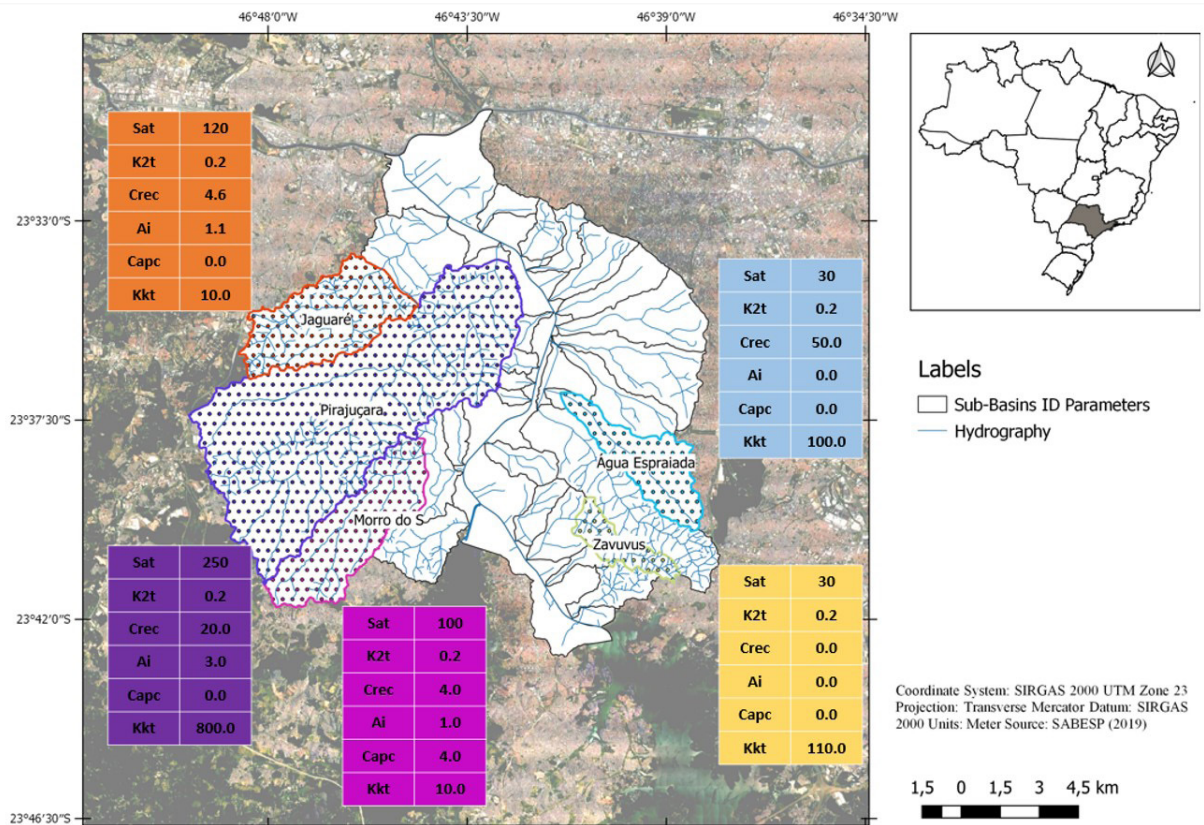 46°48'0"W 46°43'30"W 46°39'0"W 46°34'30"W
23°33'0"S
23°37'30"S
23°42'0"S
23°46'30"S
Sat 120
K2t 0.2
Crec 4.6
Ai 1.1
Capc 0.0
Kkt 10.0
Jaguaré
Pirajuçara
Morro do S
Água Espraiada
Zavuvus
Sat 30
K2t 0.2
Crec 50.0
Ai 0.0
Capc 0.0
Kkt 100.0
Sat 250
K2t 0.2
Crec 20.0
Ai 3.0
Capc 0.0
Kkt 800.0
Sat 100
K2t 0.2
Crec 4.0
Ai 1.0
Capc 4.0
Kkt 10.0
Sat 30
K2t 0.2
Crec 0.0
Ai 0.0
Capc 0.0
Kkt 110.0
Labels
Sub-Basins ID Parameters
Hydrography
Coordinate System: SIRGAS 2000 UTM Zone 23
Projection: Transverse Mercator Datum: SIRGAS
2000 Units: Meter Source: SABESP (2019)
1,5 0 1,5 3 4,5 km